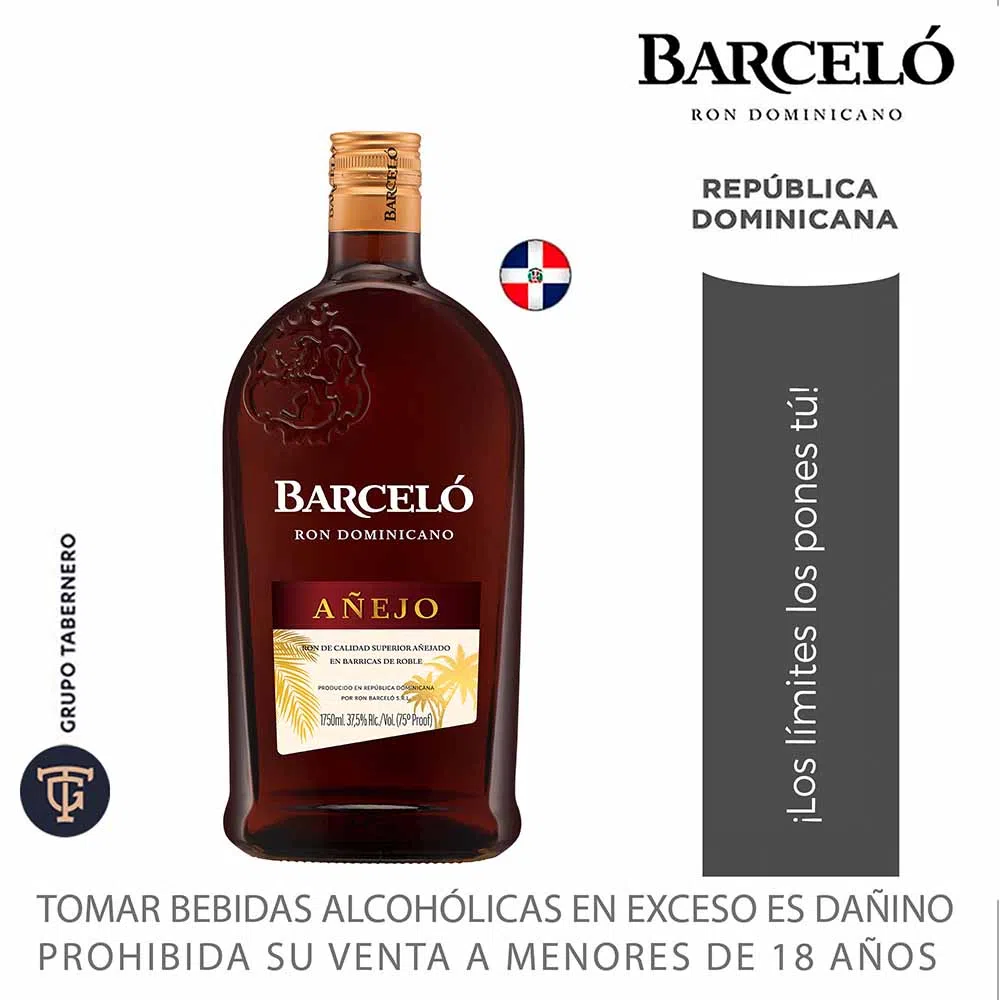 BARCELÓ
RON DOMINICANO
REPÚBLICA
DOMINICANA
BARCELÓ
BARCELÓ
RON DOMINICANO
AÑEJO
RON DE CALIDAD SUPERIOR AÑEJADO
EN BARRICAS DE ROBLE
PRODUCIDO EN REPÚBLICA DOMINICANA
POR RON BARCELÓ S.R.L.
1750ml. 37,5% Alc./Vol. (75° Proof)
¡Los límites los pones tú!
GRUPO TABERNERO
TG
TOMAR BEBIDAS ALCOHÓLICAS EN EXCESO ES DAÑINO
PROHIBIDA SU VENTA A MENORES DE 18 AÑOS